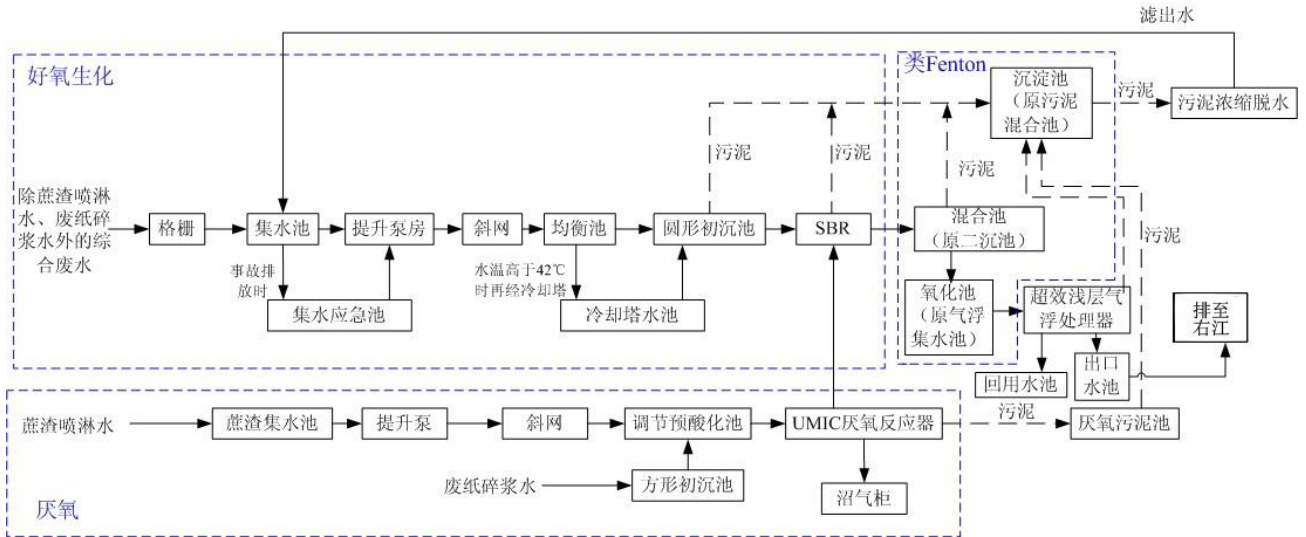 滤出水
好氧生化
类Fenton
沉淀池
（原污泥
混合池）
污泥
污泥浓缩脱水
污泥
污泥
污泥
除蔗渣喷淋
水、废纸碎
浆水外的综
合废水
格栅
集水池
提升泵房
斜网
均衡池
圆形初沉池
SBR
混合池
（原二沉池）
污泥
事故排
放时
水温高于42℃
时再经冷却塔
集水应急池
冷却塔水池
氧化池
（原气浮
集水池）
超效浅层气
浮处理器
排至
右江
出口
水池
回用水池
蔗渣喷淋水
蔗渣集水池
提升泵
斜网
调节预酸化池
UMIC厌氧反应器
污泥
厌氧污泥池
废纸碎浆水
方形初沉池
沼气柜
厌氧